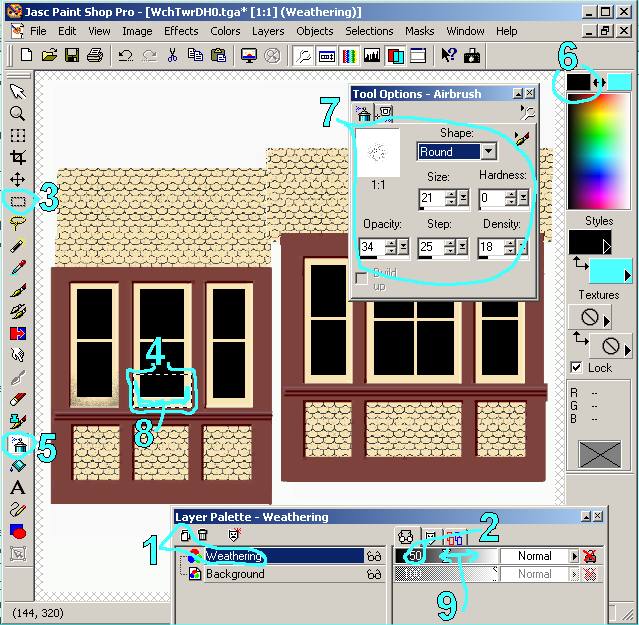 Jasc Paint Shop Pro - [WchTwrDH0.tga* [1:1] (Weathering)]
File Edit View Image Effects Colors Layers Objects Selections Masks Window Help
6
Tool Options - Airbrush
7
Shape:
Round
1:1
Size: Hardness:
21 0
Opacity: Step: Density:
34 25 18
Build up
3
Styles
Textures
Lock
4
R --
G --
B --
8
5
A
Layer Palette - Weathering
1
2
Weathering 50 Normal
Background 100 Normal
9
(144, 320)